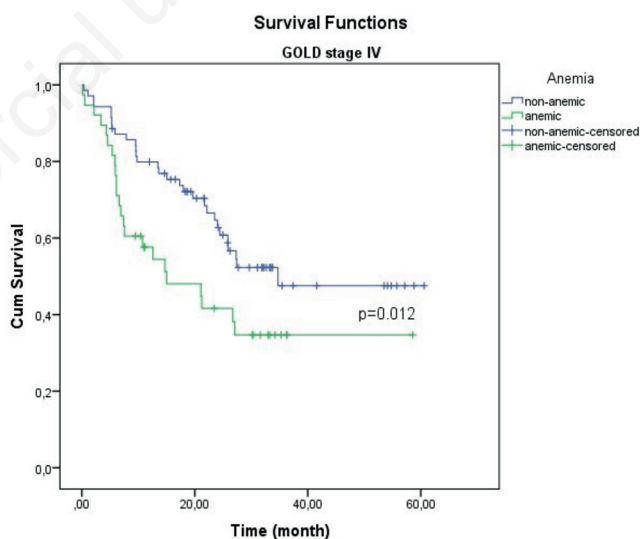 Survival Functions
GOLD stage IV
Anemia
non-anemic
anemic
non-anemic-censored
anemic-censored
1,0
0,8
0,6
0,4
0,2
0,0
Cum Survival
p=0.012
,00
20,00
40,00
60,00
Time (month)